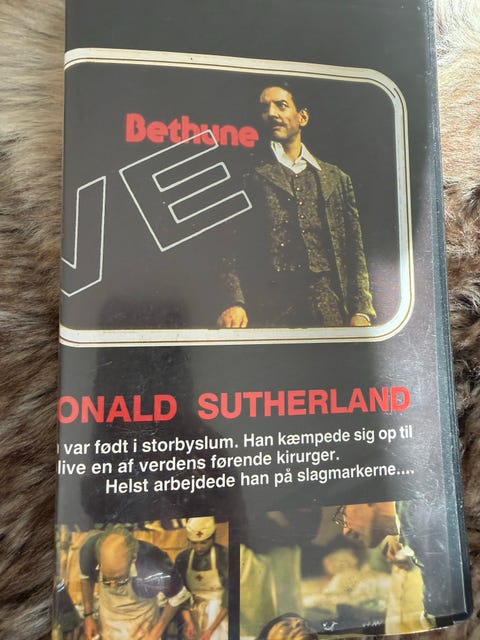 Bethune
VE
ONALD SUTHERLAND
var født i storbyslum. Han kæmpede sig op til
live en af verdens førende kirurger.
Helst arbejdede han på slagmarkerne....